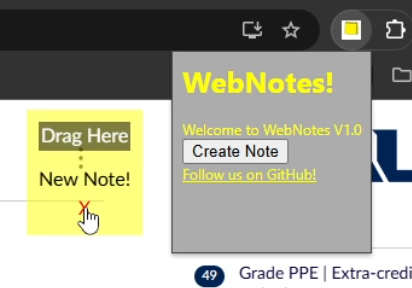 WebNotes!
Welcome to WebNotes V1.0
Create Note
Follow us on GitHub!
Drag Here
New Note!
X
49 Grade PPE | Extra-credi